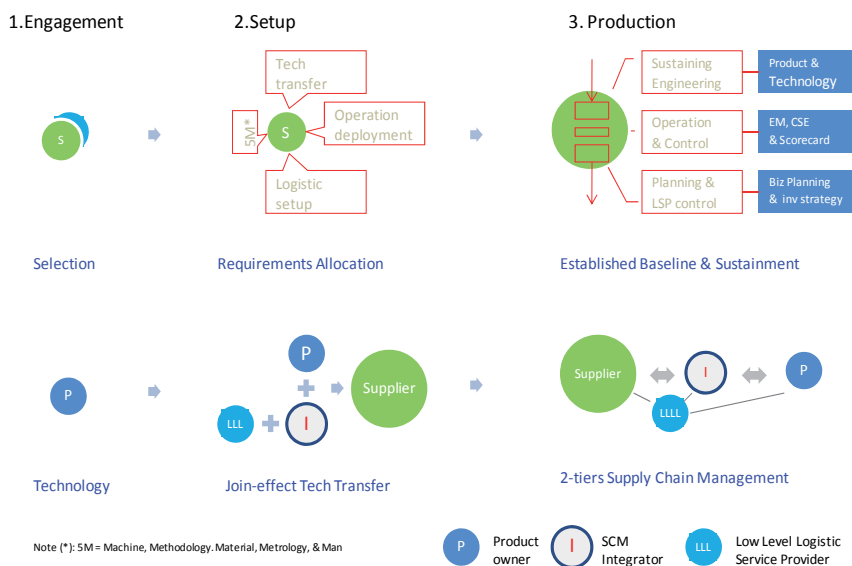 1.Engagement
2.Setup
3. Production
S
Tech
transfer
5M*
S
Operation
deployment
Logistic
setup
Sustaining
Engineering
Product &
Technology
Operation
& Control
EM, CSE
& Scorecard
Planning &
LSP control
Biz Planning
& inv strategy
Selection
Requirements Allocation
Established Baseline & Sustainment
P
P
LLL
I
Supplier
Supplier
I
P
LLLL
Technology
Join-effect Tech Transfer
2-tiers Supply Chain Management
Note (*): 5M = Machine, Methodology. Material, Metrology, & Man
P
Product
owner
I
SCM
Integrator
LLL
Low Level Logistic
Service Provider